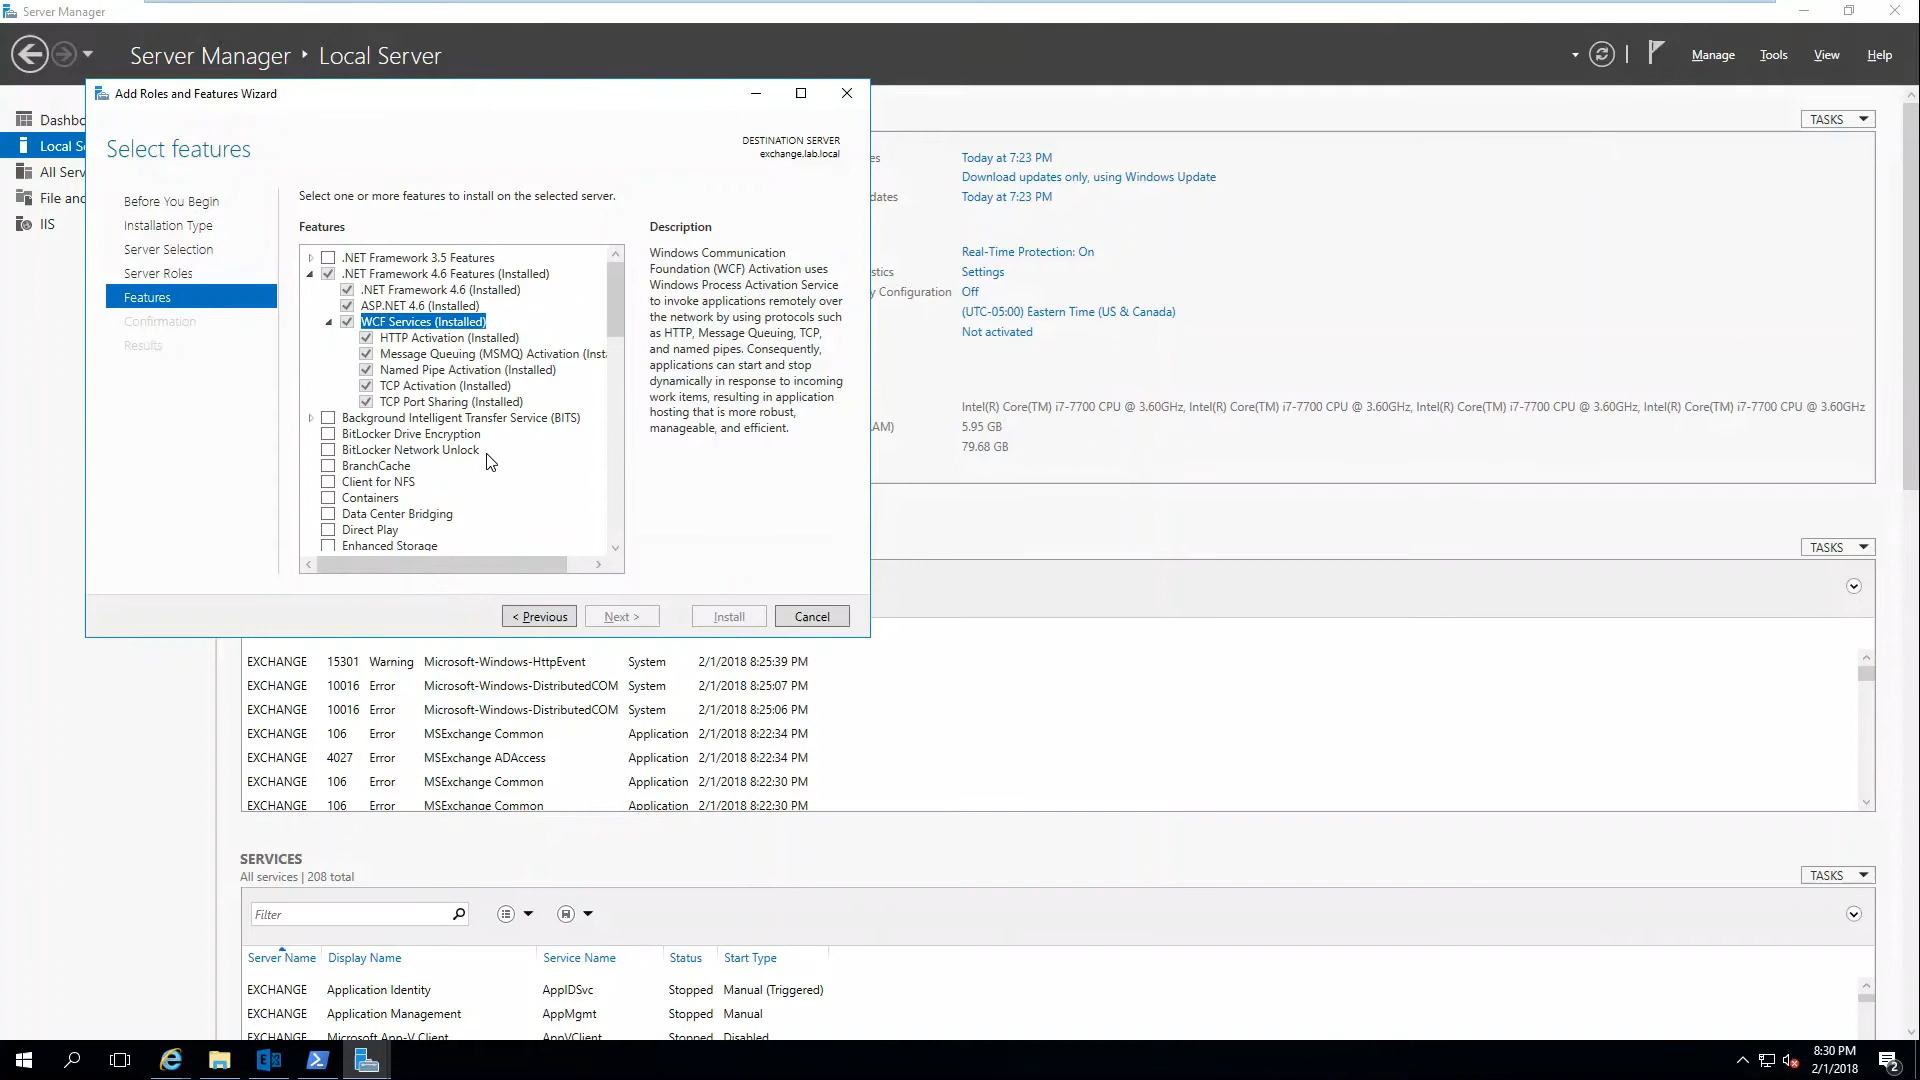 Server Manager
Server Manager ‣ Local Server
Manage Tools View Help
Add Roles and Features Wizard
Dashbo
Local S
All Serv
File and
IIS
TASKS
Select features
DESTINATION SERVER
exchange.lab.local
Before You Begin
Installation Type
Server Selection
Server Roles
Features
Confirmation
Results
Select one or more features to install on the selected server.
Features
.NET Framework 3.5 Features
.NET Framework 4.6 Features (Installed)
.NET Framework 4.6 (Installed)
ASP.NET 4.6 (Installed)
WCF Services (Installed)
HTTP Activation (Installed)
Message Queuing (MSMQ) Activation (Insta
Named Pipe Activation (Installed)
TCP Activation (Installed)
TCP Port Sharing (Installed)
Background Intelligent Transfer Service (BITS)
BitLocker Drive Encryption
BitLocker Network Unlock
BranchCache
Client for NFS
Containers
Data Center Bridging
Direct Play
Enhanced Storage
Description
Windows Communication
Foundation (WCF) Activation uses
Windows Process Activation Service
to invoke applications remotely over
the network by using protocols such
as HTTP, Message Queuing, TCP,
and named pipes. Consequently,
applications can start and stop
dynamically in response to incoming
work items, resulting in application
hosting that is more robust,
manageable, and efficient.
< Previous Next > Install Cancel
es Today at 7:23 PM
Download updates only, using Windows Update
dates Today at 7:23 PM
Real-Time Protection: On
stics Settings
y Configuration Off
(UTC-05:00) Eastern Time (US & Canada)
Not activated
Intel(R) Core(TM) i7-7700 CPU @ 3.60GHz, Intel(R) Core(TM) i7-7700 CPU @ 3.60GHz, Intel(R) Core(TM) i7-7700 CPU @ 3.60GHz, Intel(R) Core(TM) i7-7700 CPU @ 3.60GHz
AM) 5.95 GB
79.68 GB
TASKS
EXCHANGE 15301 Warning Microsoft-Windows-HttpEvent System 2/1/2018 8:25:39 PM
EXCHANGE 10016 Error Microsoft-Windows-DistributedCOM System 2/1/2018 8:25:07 PM
EXCHANGE 10016 Error Microsoft-Windows-DistributedCOM System 2/1/2018 8:25:06 PM
EXCHANGE 106 Error MSExchange Common Application 2/1/2018 8:22:34 PM
EXCHANGE 4027 Error MSExchange ADAccess Application 2/1/2018 8:22:34 PM
EXCHANGE 106 Error MSExchange Common Application 2/1/2018 8:22:30 PM
EXCHANGE 106 Error MSExchange Common Application 2/1/2018 8:22:30 PM
SERVICES
All services | 208 total
TASKS
Filter
Server Name Display Name Service Name Status Start Type
EXCHANGE Application Identity AppIDSvc Stopped Manual (Triggered)
EXCHANGE Application Management AppMgmt Stopped Manual
EXCHANGE Microsoft App-V Client AppVClient Stopped Disabled
8:30 PM
2/1/2018
2